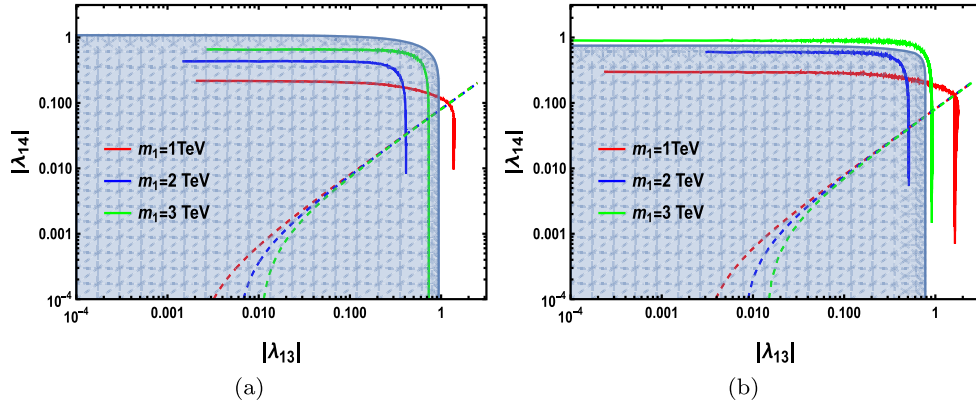 1
0.100
0.010
0.001
10⁻⁴
|λ₁₄|
m₁=1TeV
m₁=2 TeV
m₁=3 TeV
10⁻⁴ 0.001 0.010 0.100 1
|λ₁₃|
(a)
1
0.100
0.010
0.001
10⁻⁴
|λ₁₄|
m₁=1TeV
m₁=2 TeV
m₁=3 TeV
10⁻⁴ 0.001 0.010 0.100 1
|λ₁₃|
(b)